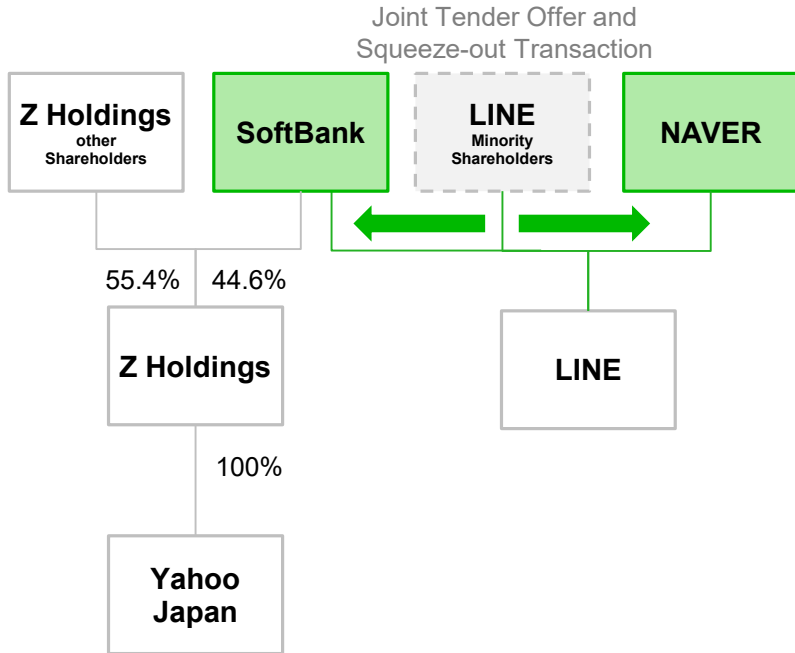 Joint Tender Offer and
Squeeze-out Transaction
Z Holdings
other
Shareholders
SoftBank
LINE
Minority
Shareholders
NAVER
55.4%
44.6%
Z Holdings
LINE
100%
Yahoo
Japan